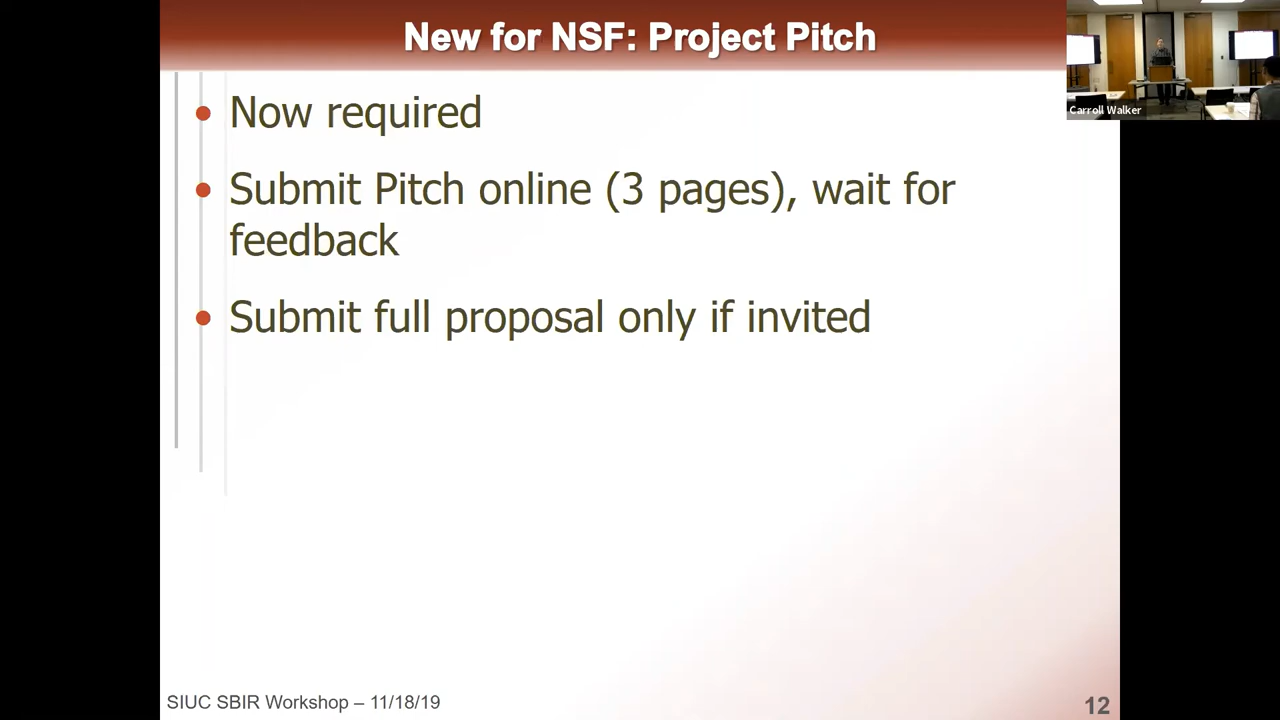 New for NSF: Project Pitch
Carroll Walker
Now required
Submit Pitch online (3 pages), wait for
feedback
Submit full proposal only if invited
SIUC SBIR Workshop – 11/18/19
12